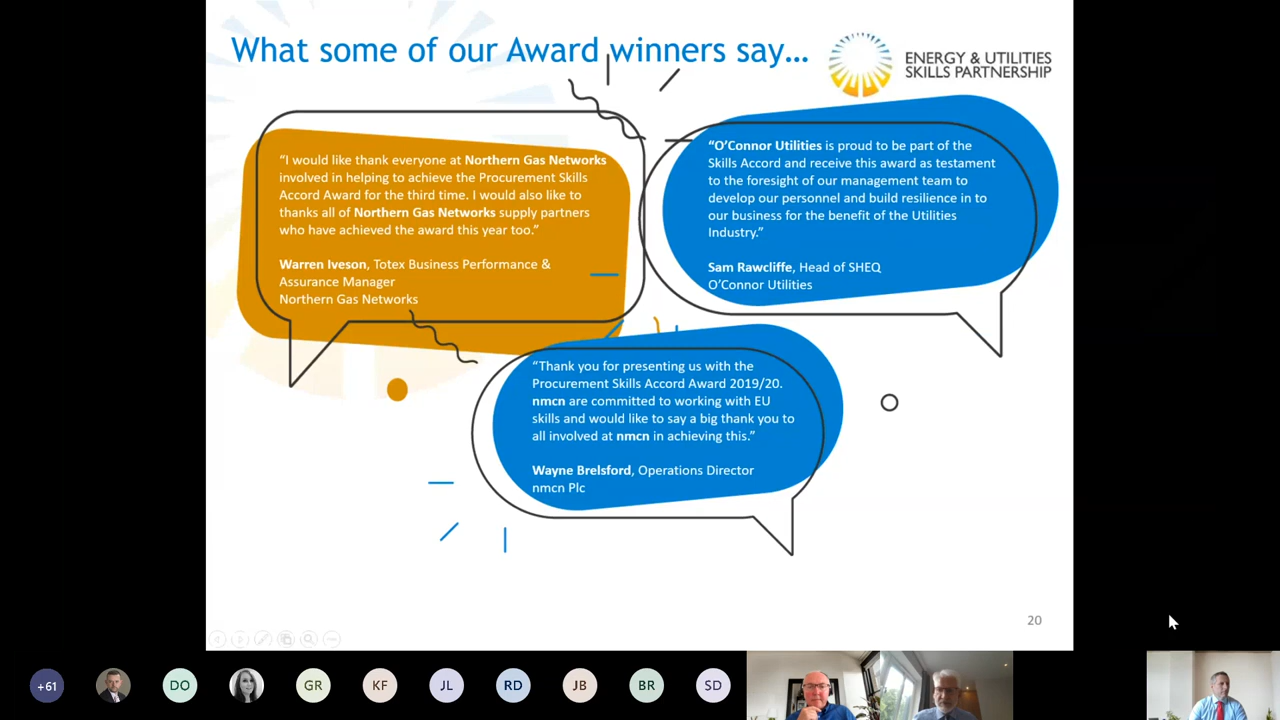 What some of our Award winners say...
ENERGY & UTILITIES
SKILLS PARTNERSHIP
“I would like thank everyone at Northern Gas Networks
involved in helping to achieve the Procurement Skills
Accord Award for the third time. I would also like to
thanks all of Northern Gas Networks supply partners
who have achieved the award this year too.”
Warren Iveson, Totex Business Performance &
Assurance Manager
Northern Gas Networks
“O’Connor Utilities is proud to be part of the
Skills Accord and receive this award as testament
to the foresight of our management team to
develop our personnel and build resilience in to
our business for the benefit of the Utilities
Industry.”
Sam Rawcliffe, Head of SHEQ
O’Connor Utilities
“Thank you for presenting us with the
Procurement Skills Accord Award 2019/20.
nmcn are committed to working with EU
skills and would like to say a big thank you to
all involved at nmcn in achieving this.”
Wayne Brelsford, Operations Director
nmcn Plc
20
+61
DO
GR
KF
JL
RD
JB
BR
SD